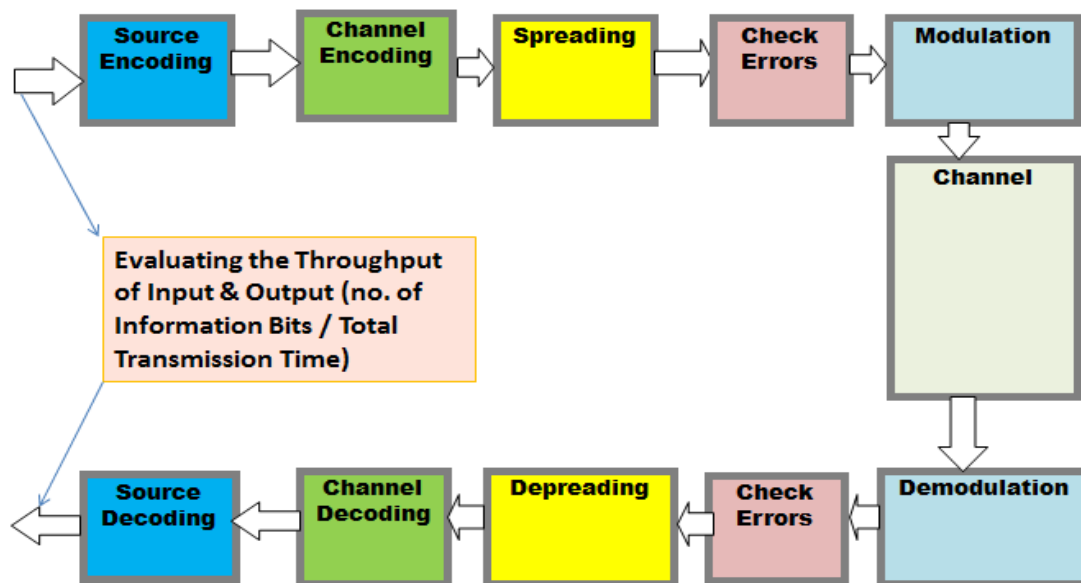 Source
Encoding
Channel
Encoding
Spreading
Check
Errors
Modulation
Channel
Evaluating the Throughput
of Input & Output (no. of
Information Bits / Total
Transmission Time)
Source
Decoding
Channel
Decoding
Depreading
Check
Errors
Demodulation